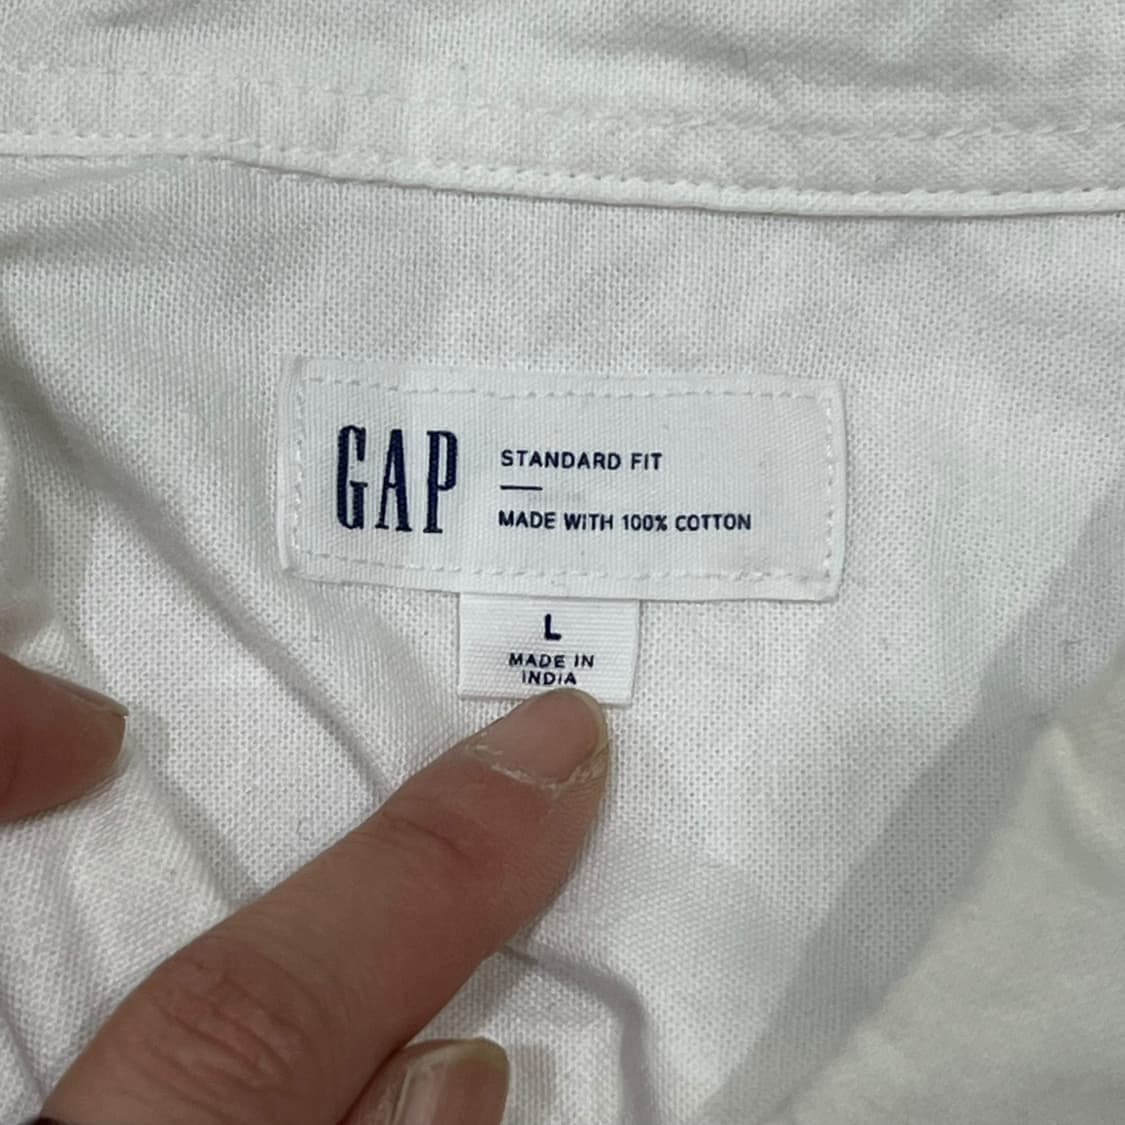 GAP
STANDARD FIT
MADE WITH 100% COTTON
L
MADE IN
INDIA